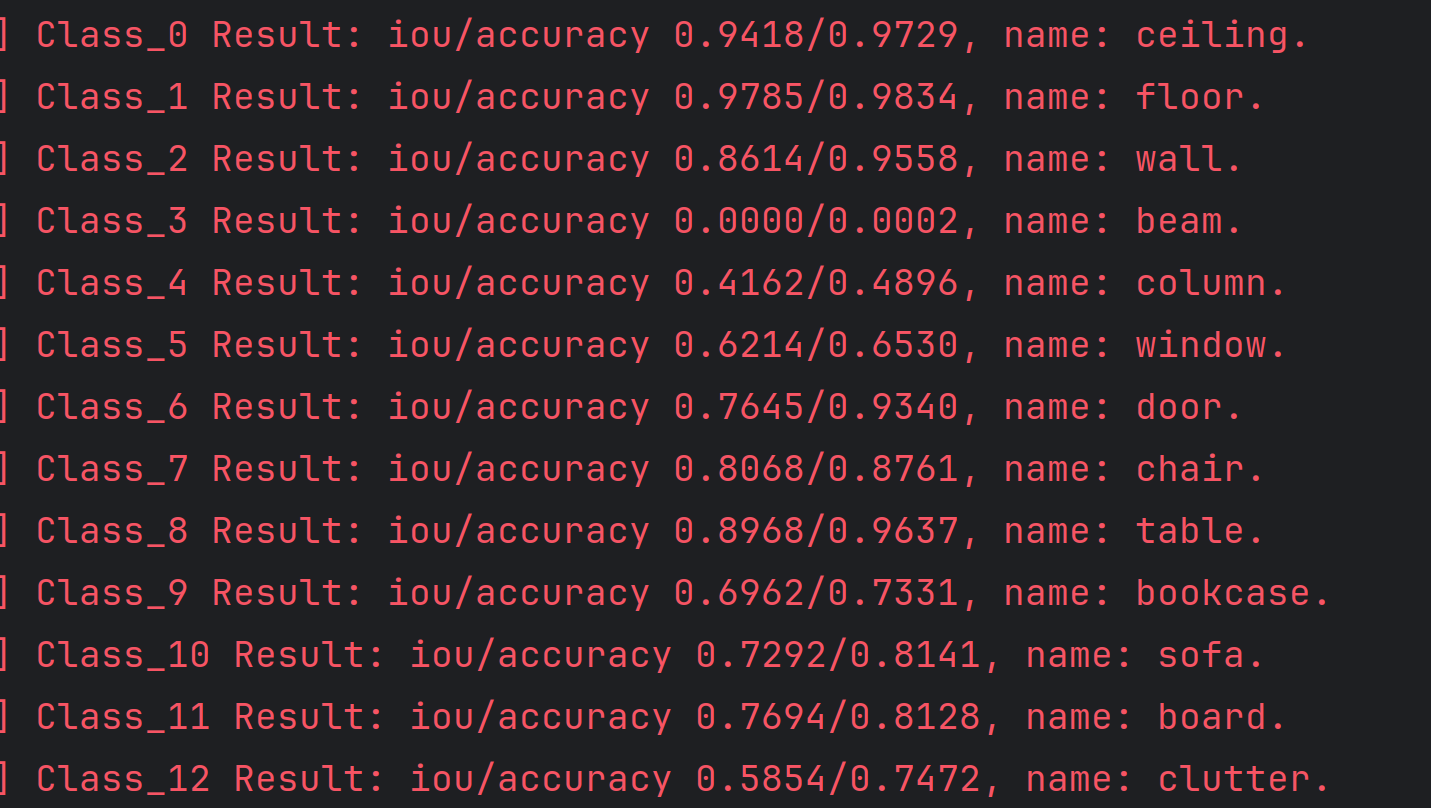 ] Class_0 Result: iou/accuracy 0.9418/0.9729, name: ceiling.
] Class_1 Result: iou/accuracy 0.9785/0.9834, name: floor.
] Class_2 Result: iou/accuracy 0.8614/0.9558, name: wall.
] Class_3 Result: iou/accuracy 0.0000/0.0002, name: beam.
] Class_4 Result: iou/accuracy 0.4162/0.4896, name: column.
] Class_5 Result: iou/accuracy 0.6214/0.6530, name: window.
] Class_6 Result: iou/accuracy 0.7645/0.9340, name: door.
] Class_7 Result: iou/accuracy 0.8068/0.8761, name: chair.
] Class_8 Result: iou/accuracy 0.8968/0.9637, name: table.
] Class_9 Result: iou/accuracy 0.6962/0.7331, name: bookcase.
] Class_10 Result: iou/accuracy 0.7292/0.8141, name: sofa.
] Class_11 Result: iou/accuracy 0.7694/0.8128, name: board.
] Class_12 Result: iou/accuracy 0.5854/0.7472, name: clutter.